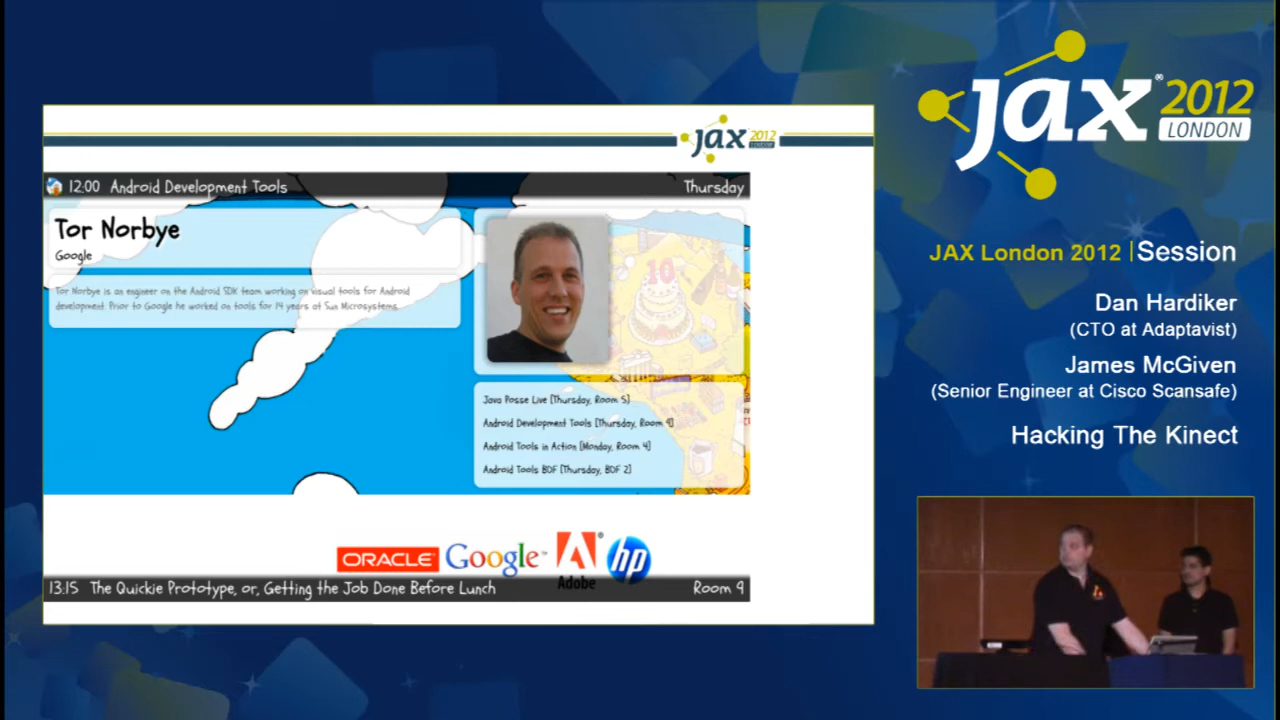 jax® 2012
LONDON
JAX London 2012 | Session
Dan Hardiker
(CTO at Adaptavist)
James McGiven
(Senior Engineer at Cisco Scansafe)
Hacking The Kinect
jax 2012
LONDON
12:00 Android Development Tools Thursday
Tor Norbye
Google
Tor Norbye is an engineer on the Android SDK team working on visual tools for Android
development. Prior to Google he worked on tools for 14 years at Sun Microsystems.
10
Java Posse Live [Thursday, Room 5]
Android Development Tools [Thursday, Room 9]
Android Tools in Action [Monday, Room 4]
Android Tools BOF [Thursday, BOF 2]
ORACLE® Google™ Adobe® hp
13:15 The Quickie Prototype, or, Getting the Job Done Before Lunch Room 9